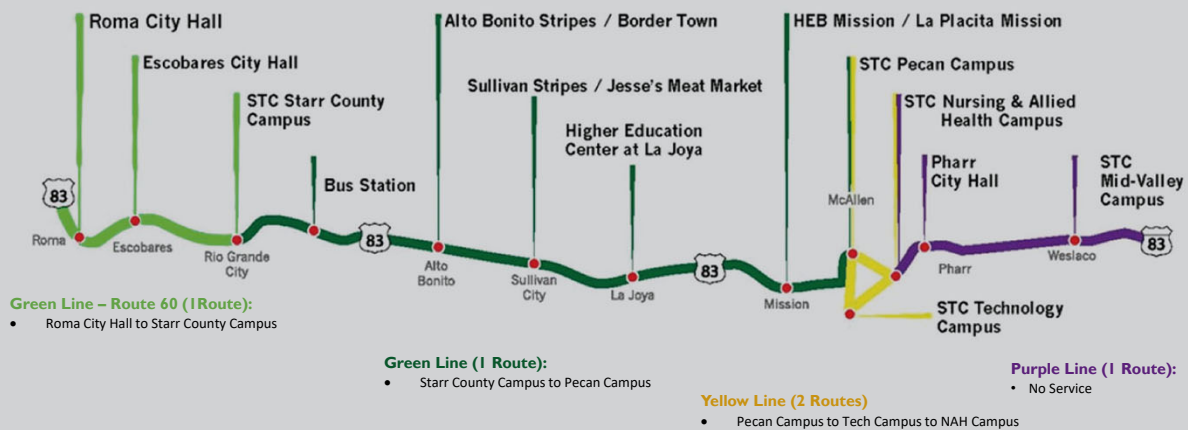 Roma City Hall
Escobares City Hall
STC Starr County
Campus
Bus Station
Alto Bonito Stripes / Border Town
Sullivan Stripes / Jesse's Meat Market
Higher Education
Center at La Joya
HEB Mission / La Placita Mission
STC Pecan Campus
STC Nursing & Allied
Health Campus
Pharr
City Hall
STC
Mid-Valley
Campus
83
Roma
Escobares
Rio Grande
City
83
Alto
Bonito
Sullivan
City
La Joya
83
Mission
McAllen
Pharr
Weslaco
83
STC Technology
Campus
Green Line – Route 60 (1Route):
• Roma City Hall to Starr County Campus
Green Line (1 Route):
• Starr County Campus to Pecan Campus
Yellow Line (2 Routes)
• Pecan Campus to Tech Campus to NAH Campus
Purple Line (1 Route):
• No Service